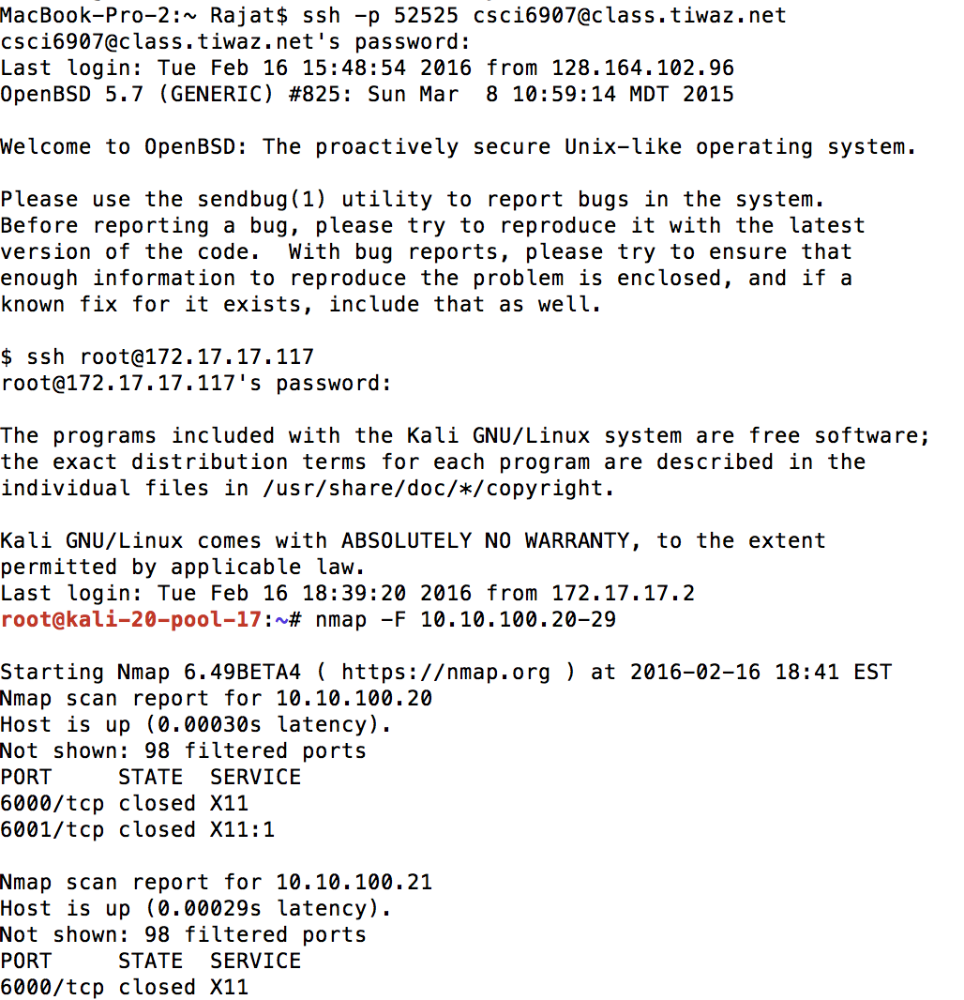 MacBook-Pro-2:~ Rajat$ ssh -p 52525 csci6907@class.tiwaz.net
csci6907@class.tiwaz.net's password:
Last login: Tue Feb 16 15:48:54 2016 from 128.164.102.96
OpenBSD 5.7 (GENERIC) #825: Sun Mar  8 10:59:14 MDT 2015
Welcome to OpenBSD: The proactively secure Unix-like operating system.
Please use the sendbug(1) utility to report bugs in the system.
Before reporting a bug, please try to reproduce it with the latest
version of the code.  With bug reports, please try to ensure that
enough information to reproduce the problem is enclosed, and if a
known fix for it exists, include that as well.
$ ssh root@172.17.17.117
root@172.17.17.117's password:
The programs included with the Kali GNU/Linux system are free software;
the exact distribution terms for each program are described in the
individual files in /usr/share/doc/*/copyright.
Kali GNU/Linux comes with ABSOLUTELY NO WARRANTY, to the extent
permitted by applicable law.
Last login: Tue Feb 16 18:39:20 2016 from 172.17.17.2
root@kali-20-pool-17:~# nmap -F 10.10.100.20-29
Starting Nmap 6.49BETA4 ( https://nmap.org ) at 2016-02-16 18:41 EST
Nmap scan report for 10.10.100.20
Host is up (0.00030s latency).
Not shown: 98 filtered ports
PORT     STATE  SERVICE
6000/tcp closed X11
6001/tcp closed X11:1
Nmap scan report for 10.10.100.21
Host is up (0.00029s latency).
Not shown: 98 filtered ports
PORT     STATE  SERVICE
6000/tcp closed X11